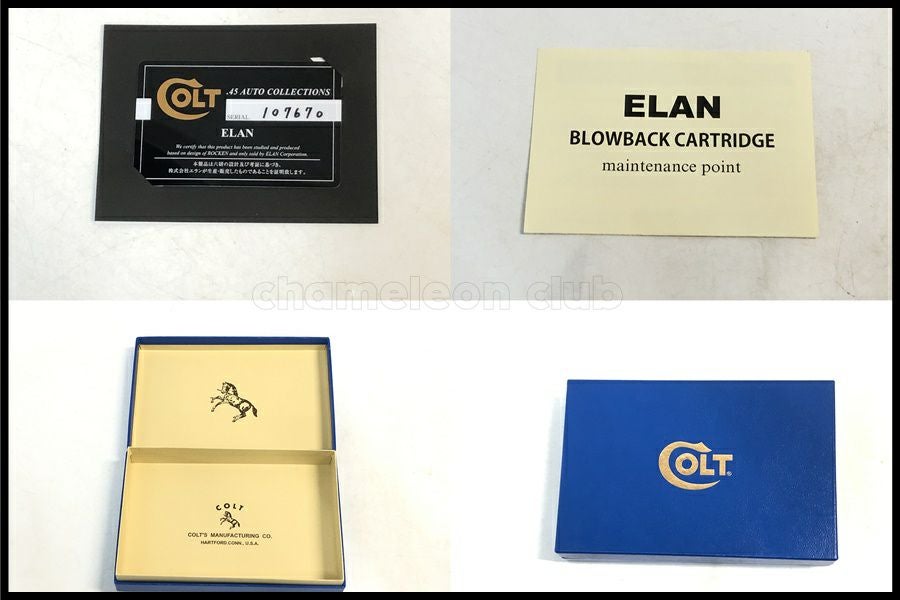 COLT
.45 AUTO COLLECTIONS
SERIAL 107670
ELAN
We certify that this product has been studied and produced
based on design of ROCKEN and only sold by ELAN Corporation.
本製品は六研の設計及び考証に基づき、
株式会社エランが生産・販売したものであることを証明致します。
ELAN
BLOWBACK CARTRIDGE
maintenance point
chameleon club
COLT
COLT'S MANUFACTURING CO.
HARTFORD.CONN., U.S.A.
COLT®